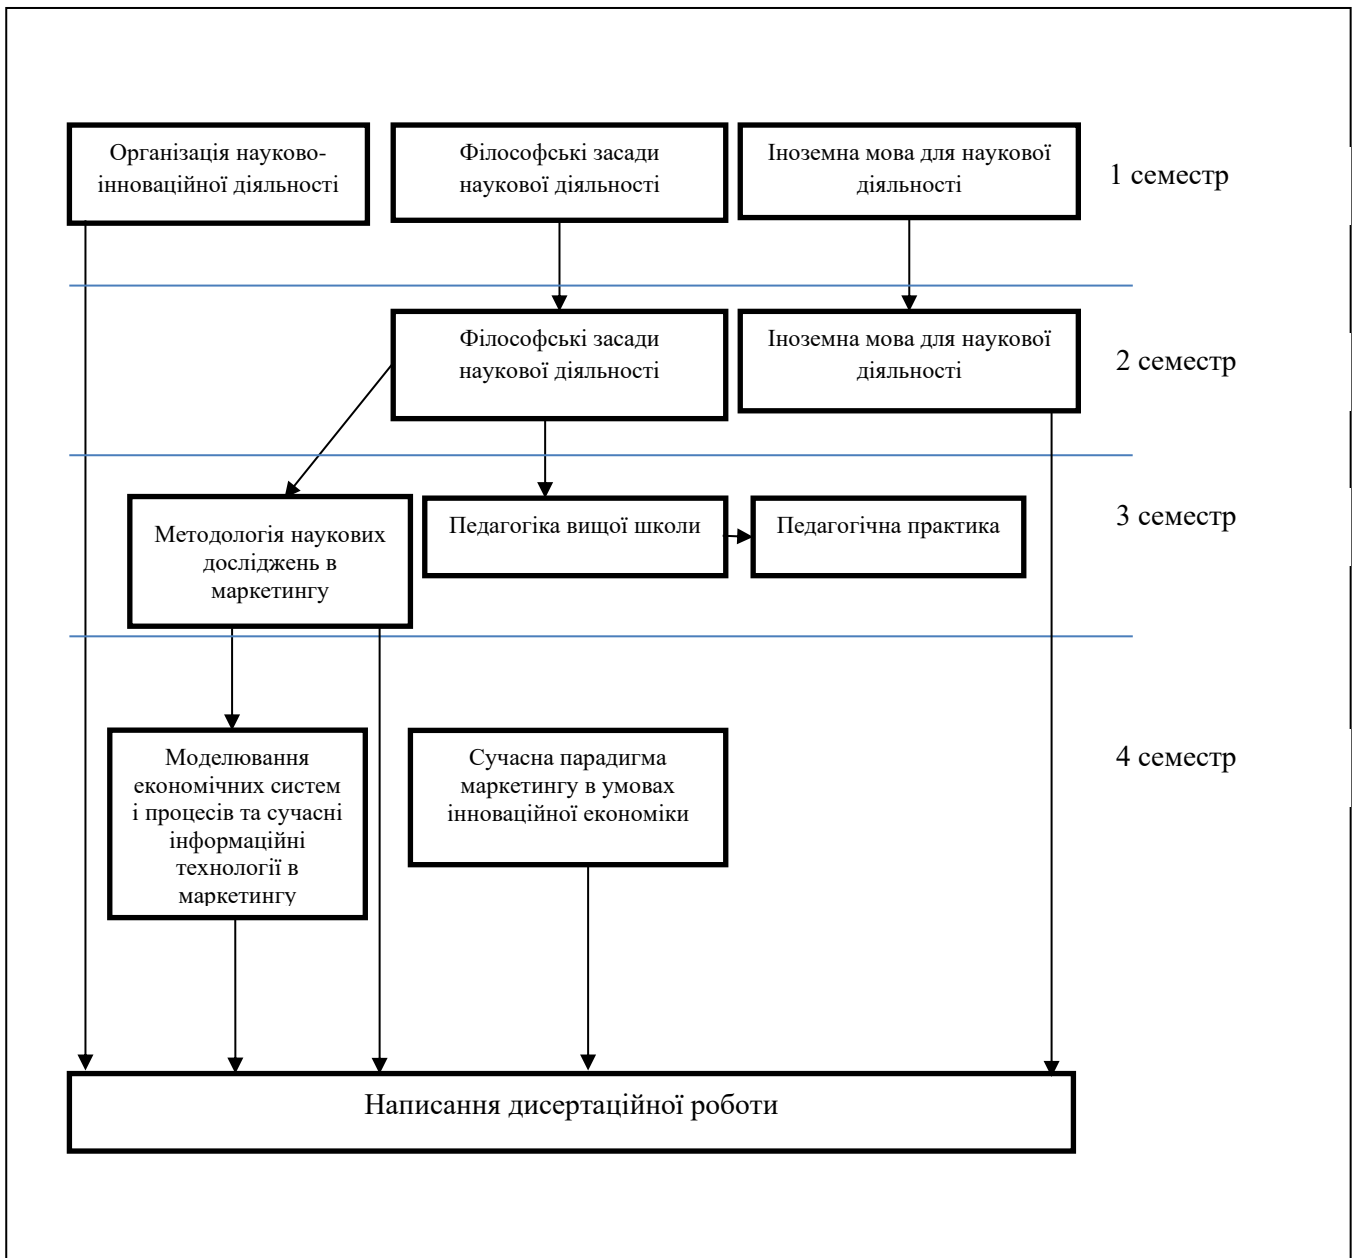 Організація науково-
інноваційної діяльності
Філософські засади
наукової діяльності
Іноземна мова для наукової
діяльності
1 семестр
Філософські засади
наукової діяльності
Іноземна мова для наукової
діяльності
2 семестр
Методологія наукових
досліджень в
маркетингу
Педагогіка вищої школи
Педагогічна практика
3 семестр
Моделювання
економічних систем
і процесів та сучасні
інформаційні
технології в
маркетингу
Сучасна парадигма
маркетингу в умовах
інноваційної економіки
4 семестр
Написання дисертаційної роботи